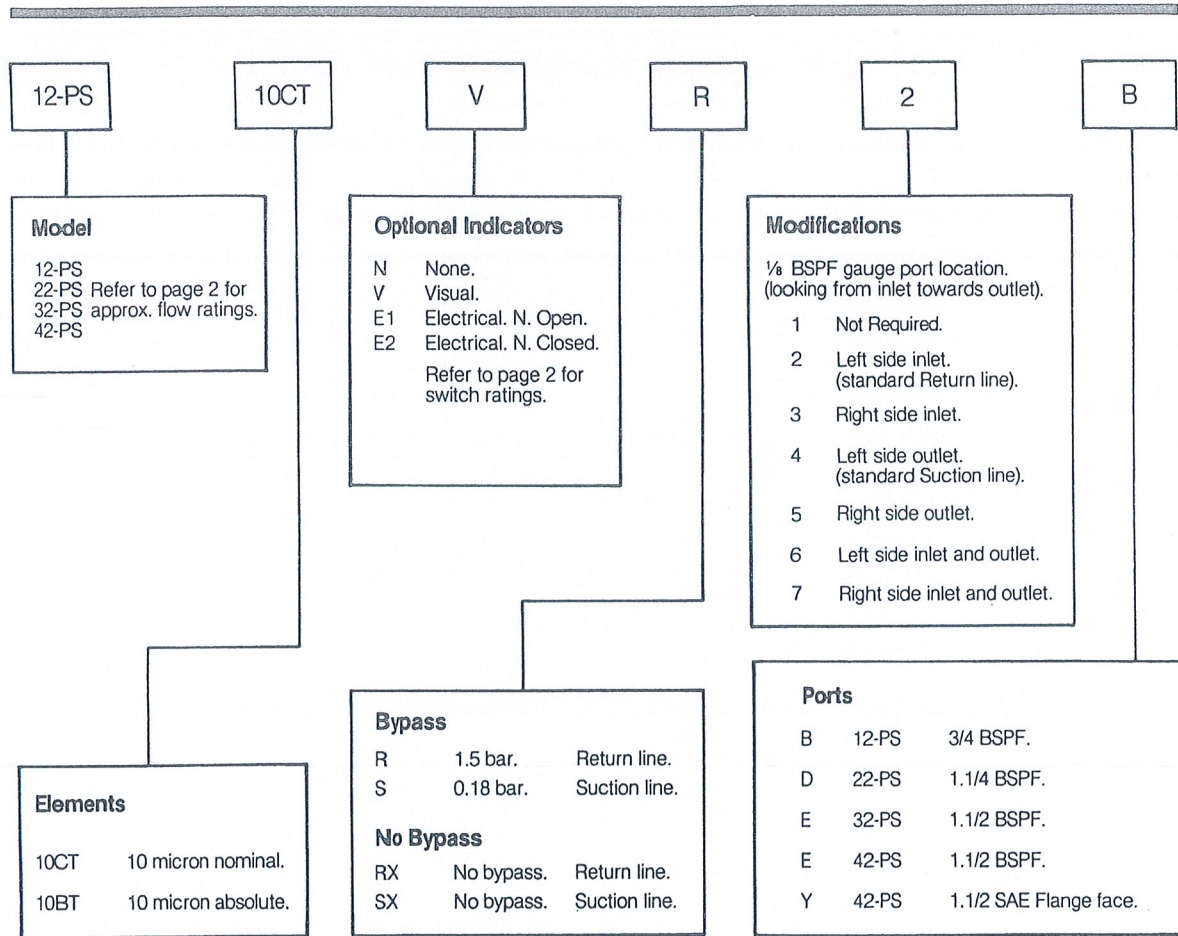 12-PS 10CT V R 2 B
Model
12-PS
22-PS Refer to page 2 for
32-PS approx. flow ratings.
42-PS
Optional Indicators
N None.
V Visual.
E1 Electrical. N. Open.
E2 Electrical. N. Closed.
Refer to page 2 for
switch ratings.
Modifications
⅛ BSPF gauge port location.
(looking from inlet towards outlet).
1 Not Required.
2 Left side inlet.
(standard Return line).
3 Right side inlet.
4 Left side outlet.
(standard Suction line).
5 Right side outlet.
6 Left side inlet and outlet.
7 Right side inlet and outlet.
Elements
10CT 10 micron nominal.
10BT 10 micron absolute.
Bypass
R 1.5 bar. Return line.
S 0.18 bar. Suction line.
No Bypass
RX No bypass. Return line.
SX No bypass. Suction line.
Ports
B 12-PS 3/4 BSPF.
D 22-PS 1.1/4 BSPF.
E 32-PS 1.1/2 BSPF.
E 42-PS 1.1/2 BSPF.
Y 42-PS 1.1/2 SAE Flange face.